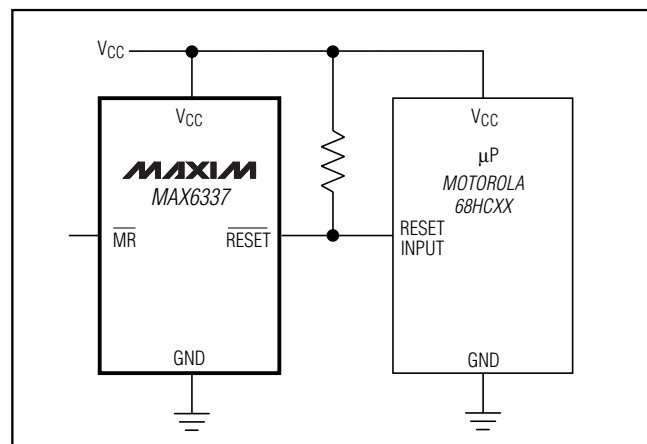 VCC
VCC
MAXIM
MAX6337
MR
RESET
GND
VCC
μP
MOTOROLA
68HCXX
RESET
INPUT
GND